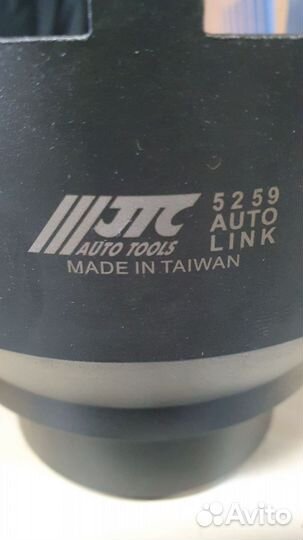 JTC
AUTO TOOLS
5259
AUTO
LINK
MADE IN TAIWAN
Avito